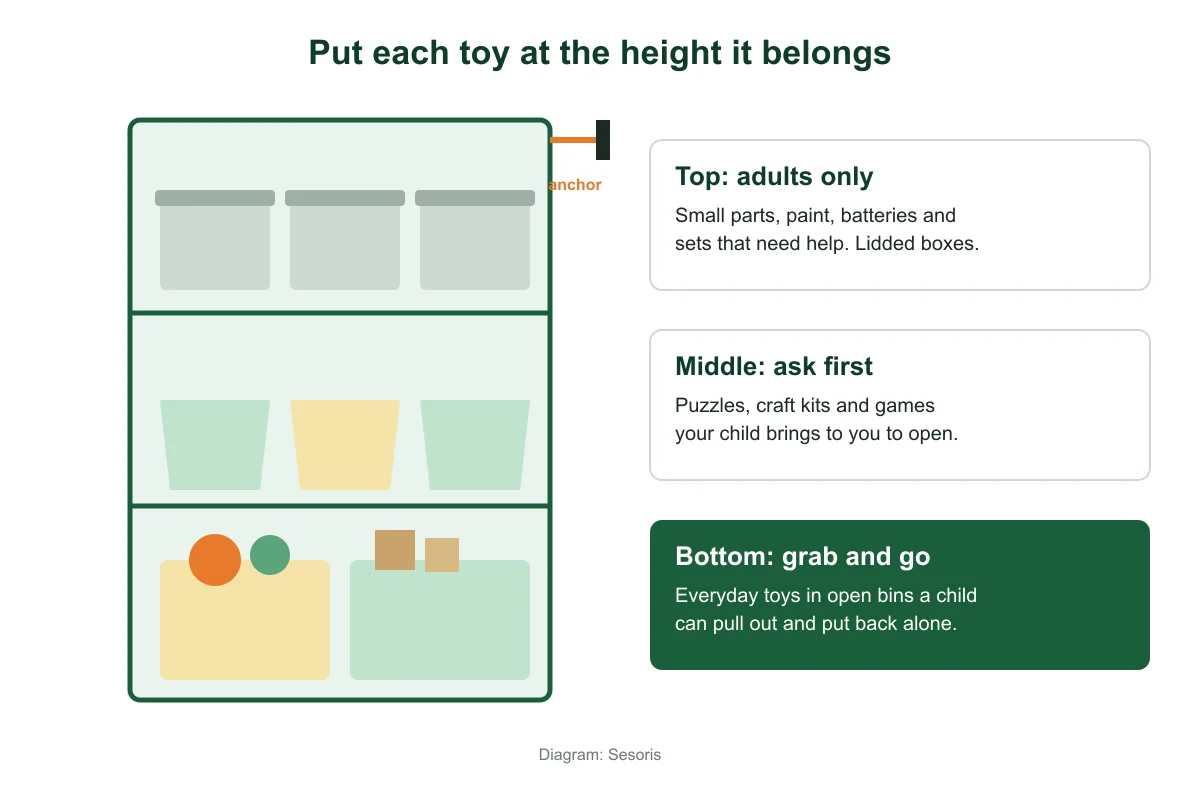 Put each toy at the height it belongs
anchor
Top: adults only
Small parts, paint, batteries and
sets that need help. Lidded boxes.
Middle: ask first
Puzzles, craft kits and games
your child brings to you to open.
Bottom: grab and go
Everyday toys in open bins a child
can pull out and put back alone.
Diagram: Sesoris